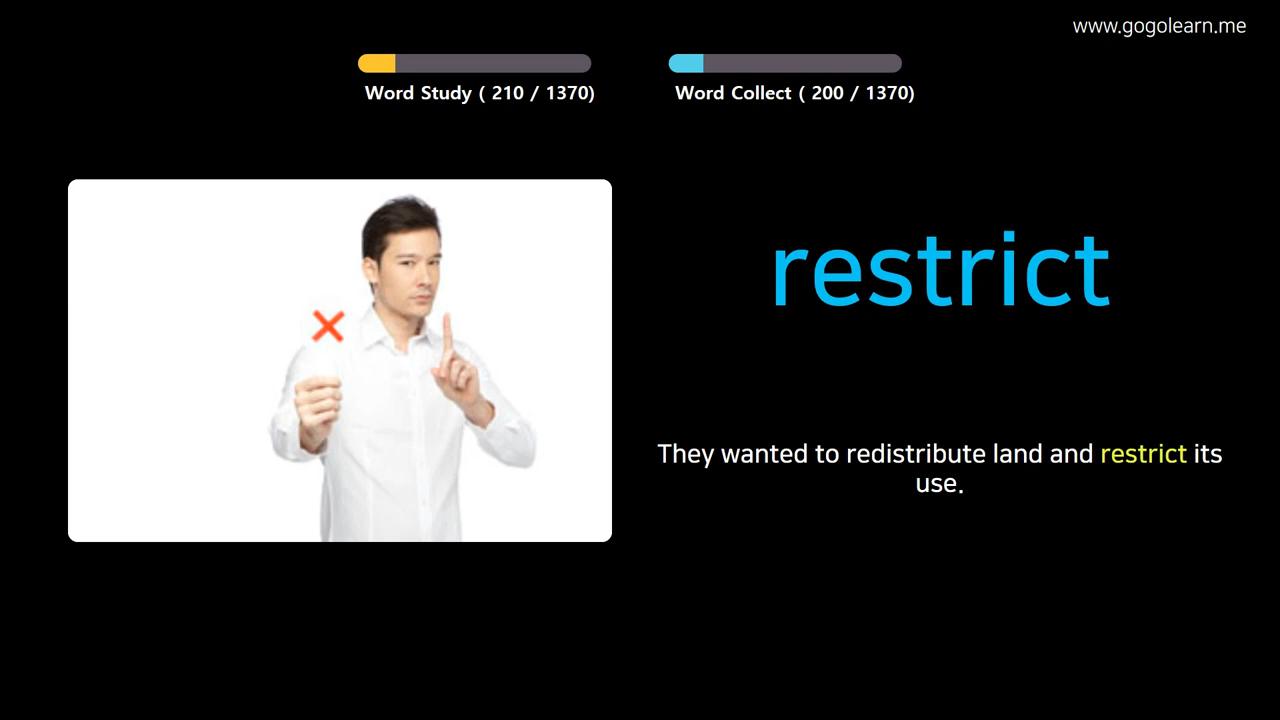 www.gogolearn.me
Word Study ( 210 / 1370)
Word Collect ( 200 / 1370)
restrict
They wanted to redistribute land and restrict its
use.